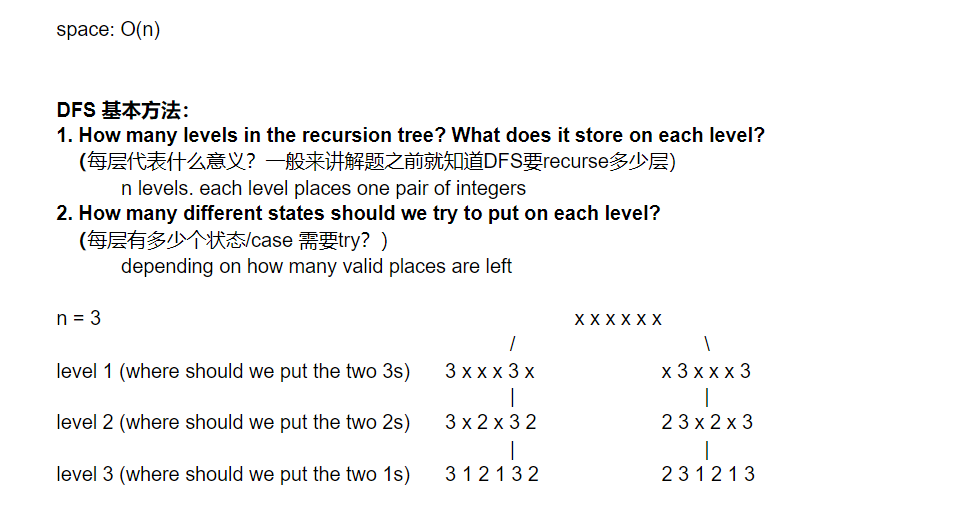 space: O(n)
DFS 基本方法：
1. How many levels in the recursion tree? What does it store on each level?
(每层代表什么意义？一般来讲解题之前就知道DFS要recurse多少层)
n levels. each level places one pair of integers
2. How many different states should we try to put on each level?
(每层有多少个状态/case 需要try？)
depending on how many valid places are left
n = 3 x x x x x x
/ \
level 1 (where should we put the two 3s) 3 x x x 3 x x 3 x x x 3
| |
level 2 (where should we put the two 2s) 3 x 2 x 3 2 2 3 x 2 x 3
| |
level 3 (where should we put the two 1s) 3 1 2 1 3 2 2 3 1 2 1 3